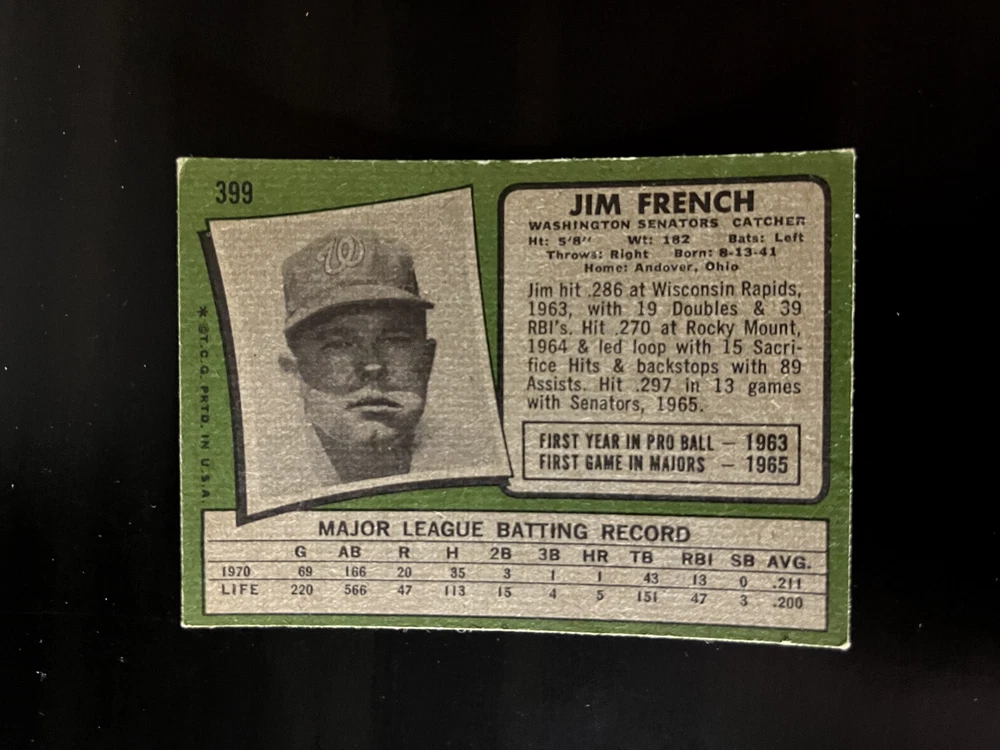 399
W
JIM FRENCH
WASHINGTON SENATORS CATCHER
Ht: 5'8" Wt: 182 Bats: Left
Throws: Right Born: 8-13-41
Home: Andover, Ohio
Jim hit .286 at Wisconsin Rapids,
1963, with 19 Doubles & 39
RBI's. Hit .270 at Rocky Mount,
1964 & led loop with 15 Sacri-
fice Hits & backstops with 89
Assists. Hit .297 in 13 games
with Senators, 1965.
FIRST YEAR IN PRO BALL – 1963
FIRST GAME IN MAJORS – 1965
* ©T.C.G. PRTD. IN U.S.A.
MAJOR LEAGUE BATTING RECORD
G AB R H 2B 3B HR TB RBI SB AVG.
1970 69 166 20 35 3 1 1 43 13 0 .211
LIFE 220 566 47 113 15 4 5 151 47 3 .200